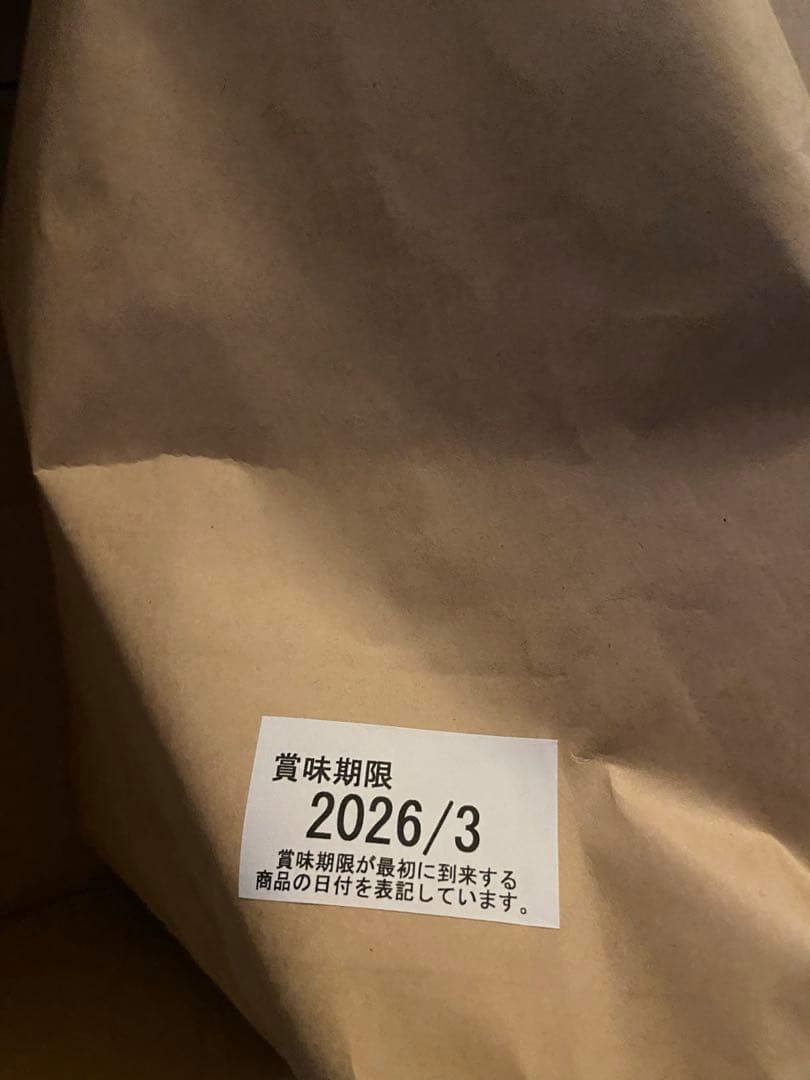 賞味期限
2026/3
賞味期限が最初に到来する
商品の日付を表記しています。